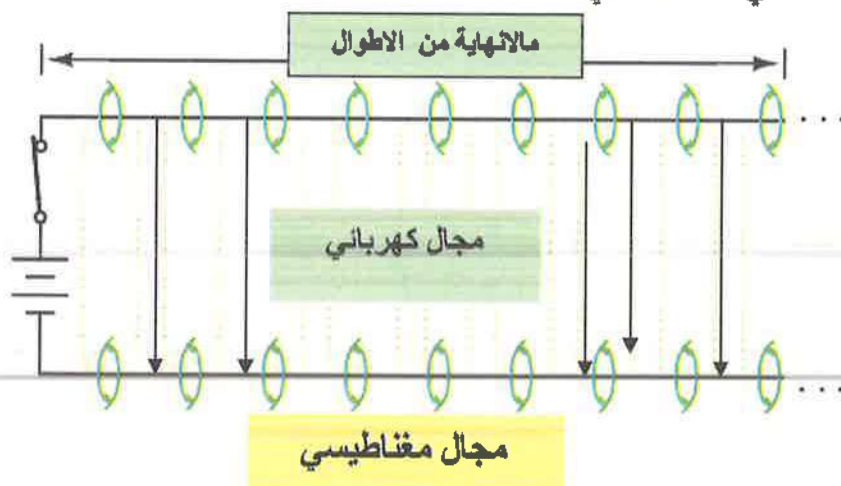 مالانهاية من الاطوال
مجال كهربائي
مجال مغناطيسي